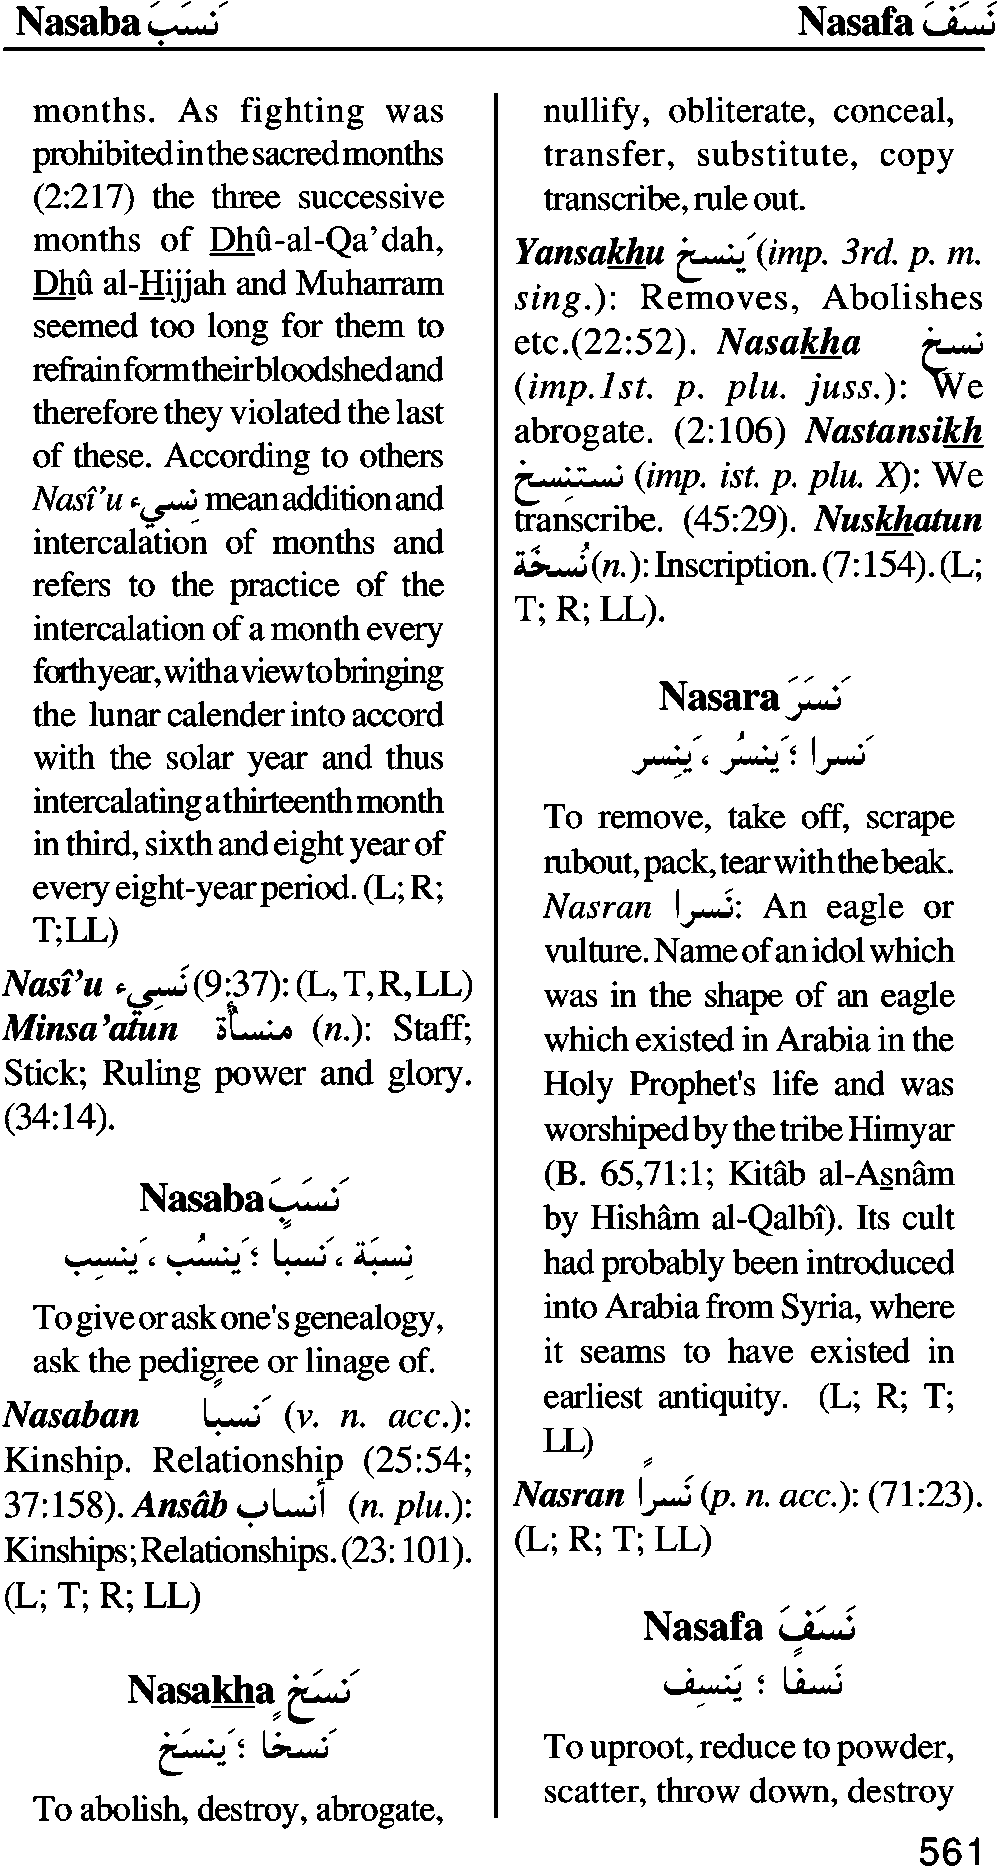 Nasaba نَسَبَ
Nasafa نَسَفَ
months. As fighting was
prohibited in the sacred months
(2:217) the three successive
months of Dhû-al-Qa’dah,
Dhû al-Hijjah and Muharram
seemed too long for them to
refrain form their bloodshed and
therefore they violated the last
of these. According to others
Nasî’u نِسيء mean addition and
intercalation of months and
refers to the practice of the
intercalation of a month every
forth year, with a view to bringing
the lunar calender into accord
with the solar year and thus
intercalating a thirteenth month
in third, sixth and eight year of
every eight-year period. (L; R;
T; LL)
Nasî’u نَسِيء (9:37): (L, T, R, LL)
Minsa’atun منسأة (n.): Staff;
Stick; Ruling power and glory.
(34:14).
Nasaba نَسَبَ
نِسبَة ، نَسبا ؛ يَنسُب ، يَنسِب
To give or ask one's genealogy,
ask the pedigree or linage of.
Nasaban نَسَباً (v. n. acc.):
Kinship. Relationship (25:54;
37:158). Ansâb أنساب (n. plu.):
Kinships; Relationships. (23: 101).
(L; T; R; LL)
Nasakha نَسَخَ
نَسخًا ؛ يَنسَخ
To abolish, destroy, abrogate,
nullify, obliterate, conceal,
transfer, substitute, copy
transcribe, rule out.
Yansakhu يَنسخ (imp. 3rd. p. m.
sing.): Removes, Abolishes
etc.(22:52). Nasakha نسخ
(imp.1st. p. plu. juss.): We
abrogate. (2:106) Nastansikh
نستنسخ (imp. ist. p. plu. X): We
transcribe. (45:29). Nuskhatun
نُسخَة (n.): Inscription. (7:154). (L;
T; R; LL).
Nasara نَسَرَ
نَسرا ؛ يَنسُر ، يَنسِر
To remove, take off, scrape
rubout, pack, tear with the beak.
Nasran نَسرا: An eagle or
vulture. Name of an idol which
was in the shape of an eagle
which existed in Arabia in the
Holy Prophet's life and was
worshiped by the tribe Himyar
(B. 65,71:1; Kitâb al-Asnâm
by Hishâm al-Qalbî). Its cult
had probably been introduced
into Arabia from Syria, where
it seams to have existed in
earliest antiquity. (L; R; T;
LL)
Nasran نَسراً (p. n. acc.): (71:23).
(L; R; T; LL)
Nasafa نَسَفَ
نَسفًا ؛ يَنسِف
To uproot, reduce to powder,
scatter, throw down, destroy
561